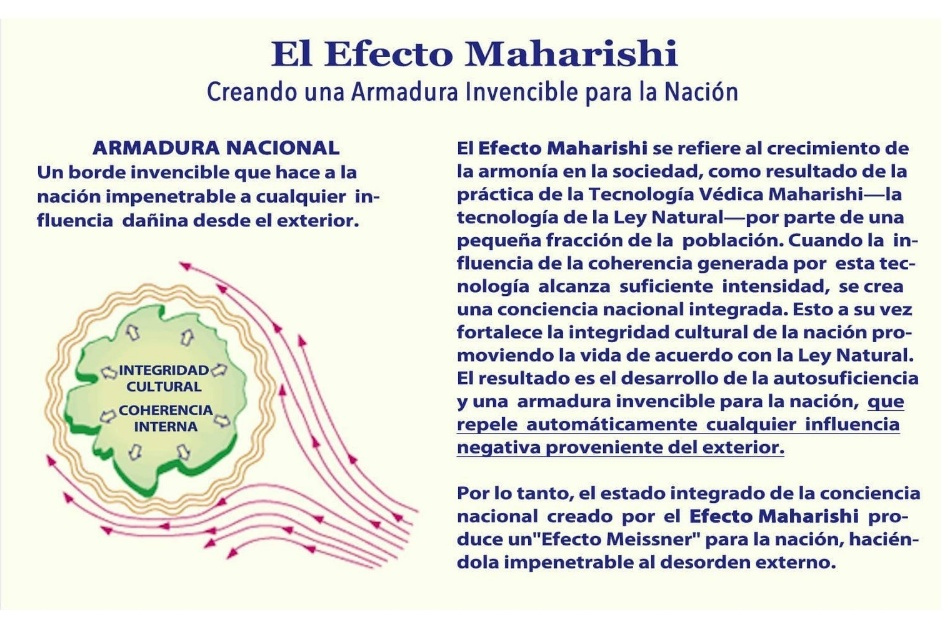 El Efecto Maharishi
Creando una Armadura Invencible para la Nación
ARMADURA NACIONAL
Un borde invencible que hace a la
nación impenetrable a cualquier in-
fluencia dañina desde el exterior.
INTEGRIDAD
CULTURAL
COHERENCIA
INTERNA
El Efecto Maharishi se refiere al crecimiento de
la armonía en la sociedad, como resultado de la
práctica de la Tecnología Védica Maharishi—la
tecnología de la Ley Natural—por parte de una
pequeña fracción de la población. Cuando la in-
fluencia de la coherencia generada por esta tec-
nología alcanza suficiente intensidad, se crea
una conciencia nacional integrada. Esto a su vez
fortalece la integridad cultural de la nación pro-
moviendo la vida de acuerdo con la Ley Natural.
El resultado es el desarrollo de la autosuficiencia
y una armadura invencible para la nación, que
repele automáticamente cualquier influencia
negativa proveniente del exterior.
Por lo tanto, el estado integrado de la conciencia
nacional creado por el Efecto Maharishi pro-
duce un"Efecto Meissner" para la nación, hacién-
dola impenetrable al desorden externo.